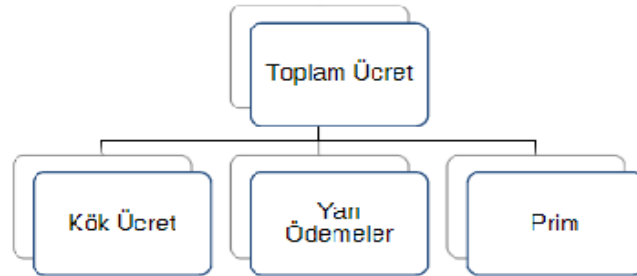 Toplam Ücret
Kök Ücret
Yan
Ödemeler
Prim